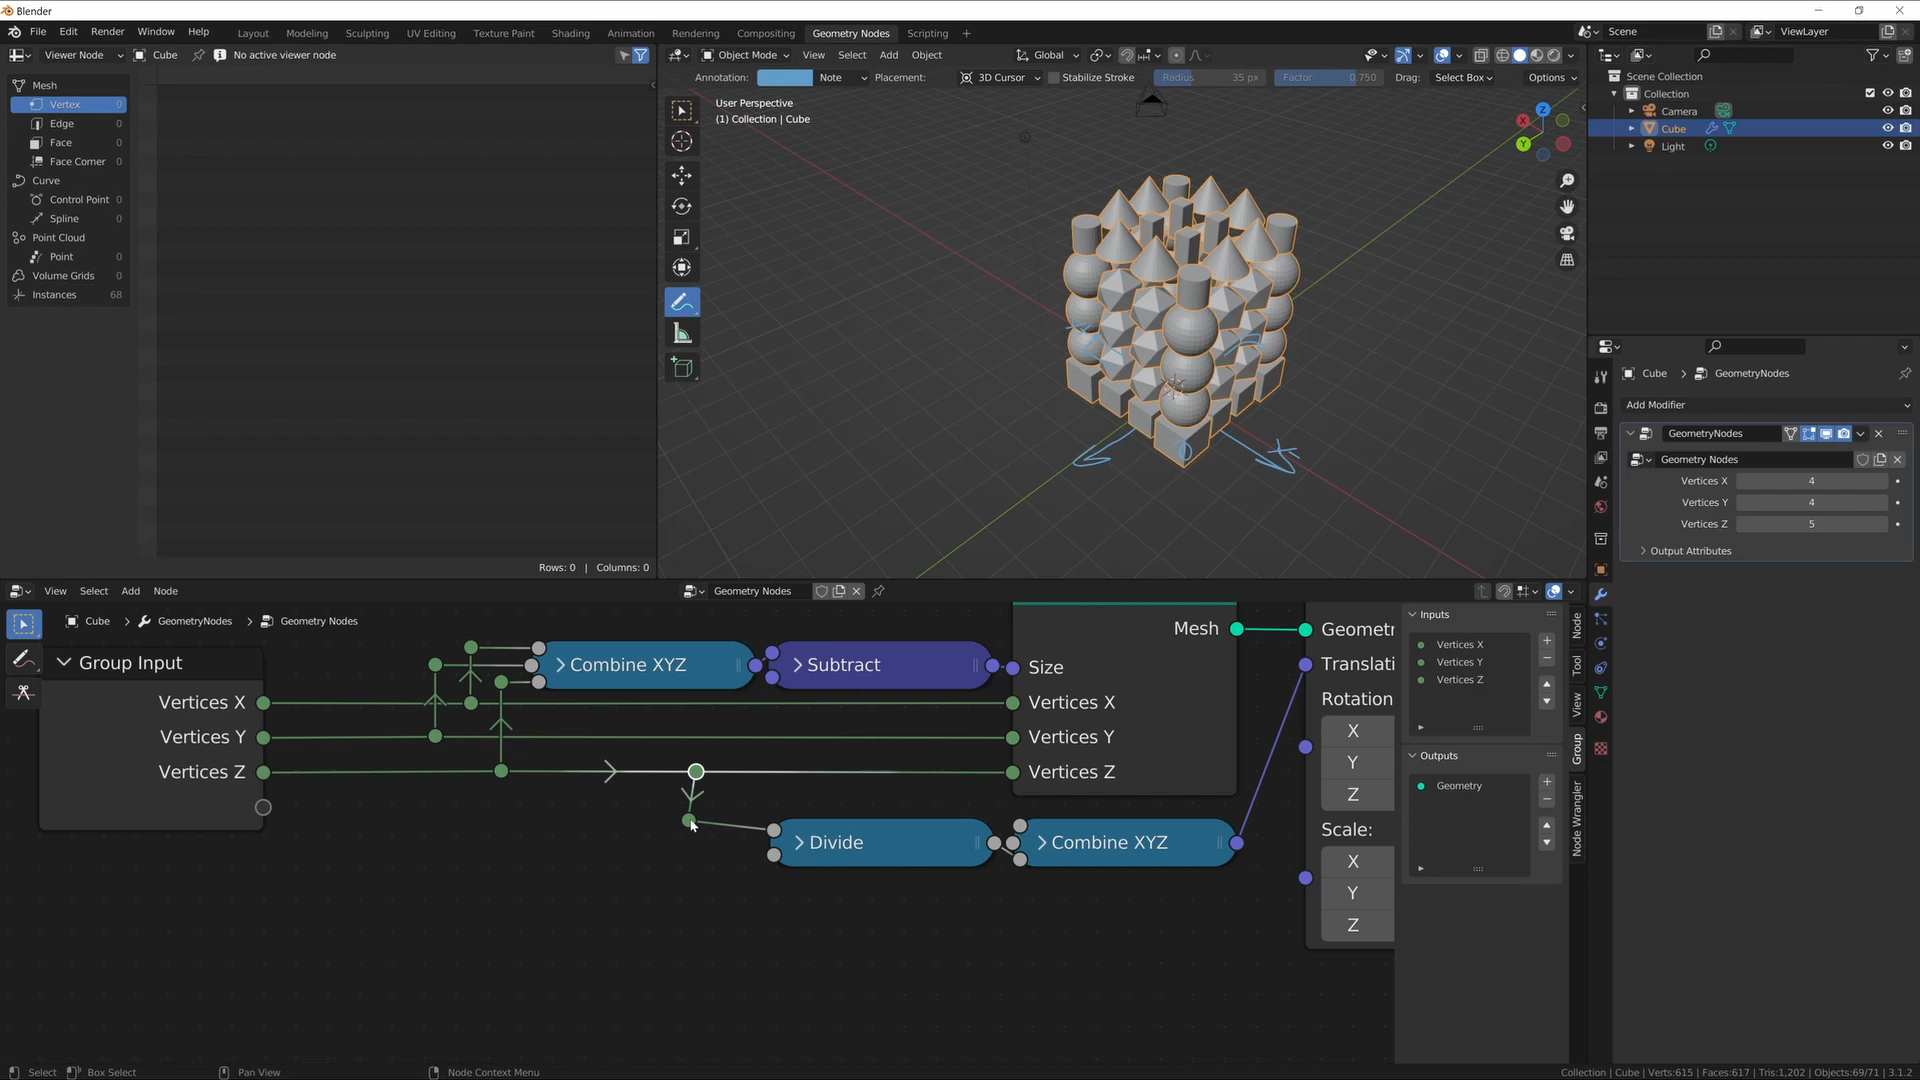 Blender
File Edit Render Window Help Layout Modeling Sculpting UV Editing Texture Paint Shading Animation Rendering Compositing Geometry Nodes Scripting + Scene ViewLayer
Viewer Node Cube No active viewer node
Object Mode View Select Add Object Global
Annotation: Note Placement: 3D Cursor Stabilize Stroke Radius 35 px Factor 0.750 Drag: Select Box Options
Mesh
Vertex 0
Edge 0
Face 0
Face Corner 0
Curve
Control Point 0
Spline 0
Point Cloud
Point 0
Volume Grids 0
Instances 68
Rows: 0 | Columns: 0
User Perspective
(1) Collection | Cube
Z
X
Y
X
0
Scene Collection
Collection
Camera
Cube
Light
Cube > GeometryNodes
Add Modifier
GeometryNodes
Geometry Nodes
Vertices X 4
Vertices Y 4
Vertices Z 5
Output Attributes
View Select Add Node Geometry Nodes
Cube > GeometryNodes > Geometry Nodes
Group Input
Vertices X
Vertices Y
Vertices Z
Combine XYZ
Subtract
Mesh
Size
Vertices X
Vertices Y
Vertices Z
Divide
Combine XYZ
Geometr
Translati
Rotation
X
Y
Z
Scale:
X
Y
Z
Inputs
Vertices X
Vertices Y
Vertices Z
Outputs
Geometry
Node
Tool
View
Group
Node Wrangler
Select Box Select Pan View Node Context Menu
Collection | Cube | Verts:615 | Faces:617 | Tris:1,202 | Objects:69/71 | 3.1.2